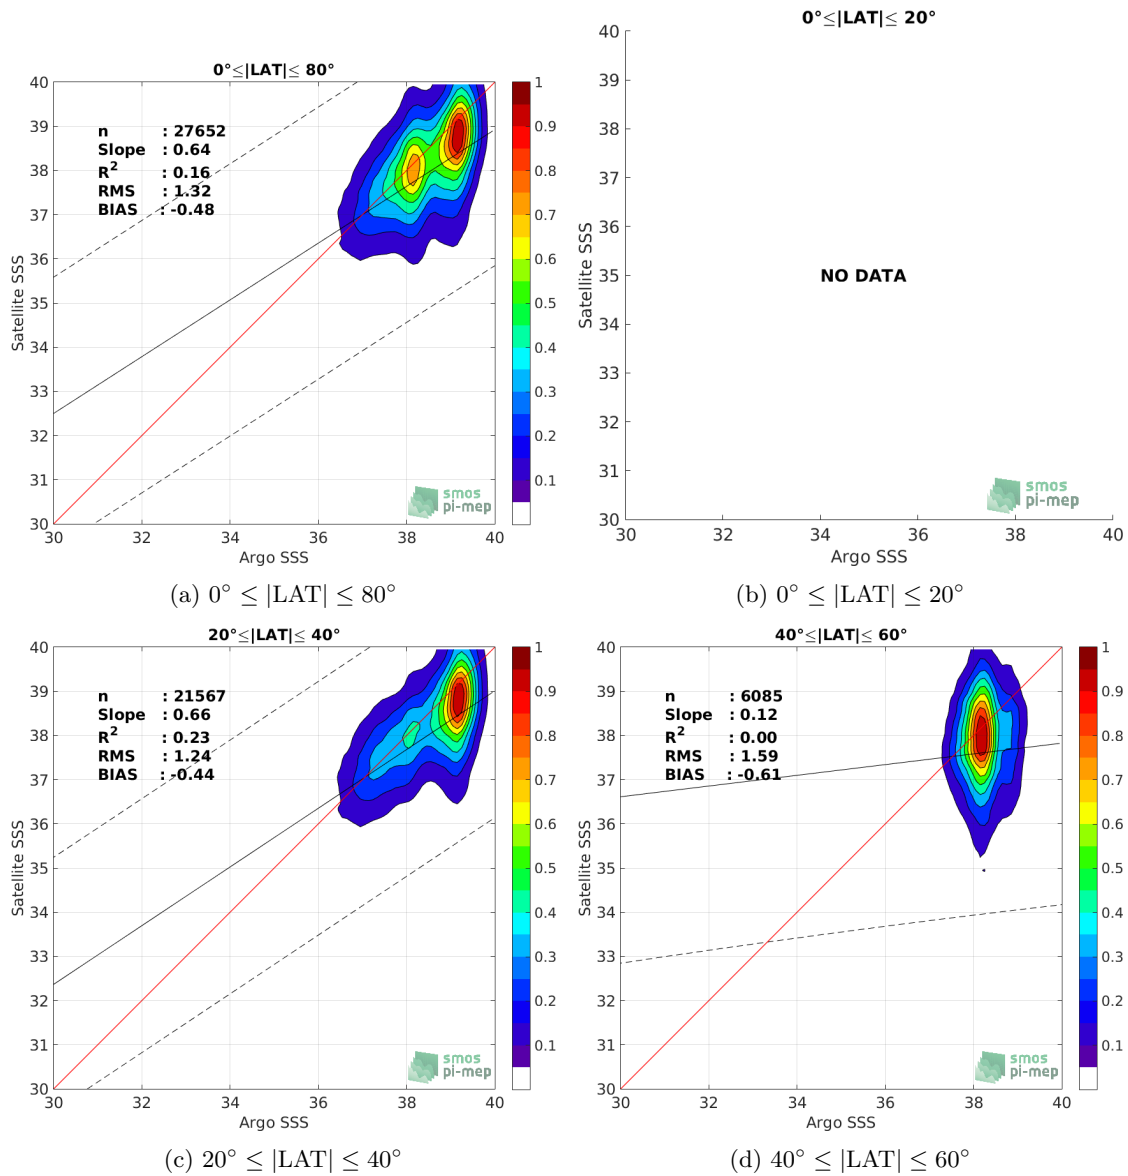 0°≤|LAT|≤ 80°
n : 27652
Slope : 0.64
R² : 0.16
RMS : 1.32
BIAS : -0.48
40
39
38
37
36
35
34
33
32
31
30
Satellite SSS
30 32 34 36 38 40
Argo SSS
1
0.9
0.8
0.7
0.6
0.5
0.4
0.3
0.2
0.1
smos
pi-mep
(a) 0° ≤ |LAT| ≤ 80°
0°≤|LAT|≤ 20°
40
39
38
37
36
35
34
33
32
31
30
Satellite SSS
NO DATA
30 32 34 36 38 40
Argo SSS
smos
pi-mep
(b) 0° ≤ |LAT| ≤ 20°
20°≤|LAT|≤ 40°
n : 21567
Slope : 0.66
R² : 0.23
RMS : 1.24
BIAS : -0.44
40
39
38
37
36
35
34
33
32
31
30
Satellite SSS
30 32 34 36 38 40
Argo SSS
1
0.9
0.8
0.7
0.6
0.5
0.4
0.3
0.2
0.1
smos
pi-mep
(c) 20° ≤ |LAT| ≤ 40°
40°≤|LAT|≤ 60°
n : 6085
Slope : 0.12
R² : 0.00
RMS : 1.59
BIAS : -0.61
40
39
38
37
36
35
34
33
32
31
30
Satellite SSS
30 32 34 36 38 40
Argo SSS
1
0.9
0.8
0.7
0.6
0.5
0.4
0.3
0.2
0.1
smos
pi-mep
(d) 40° ≤ |LAT| ≤ 60°